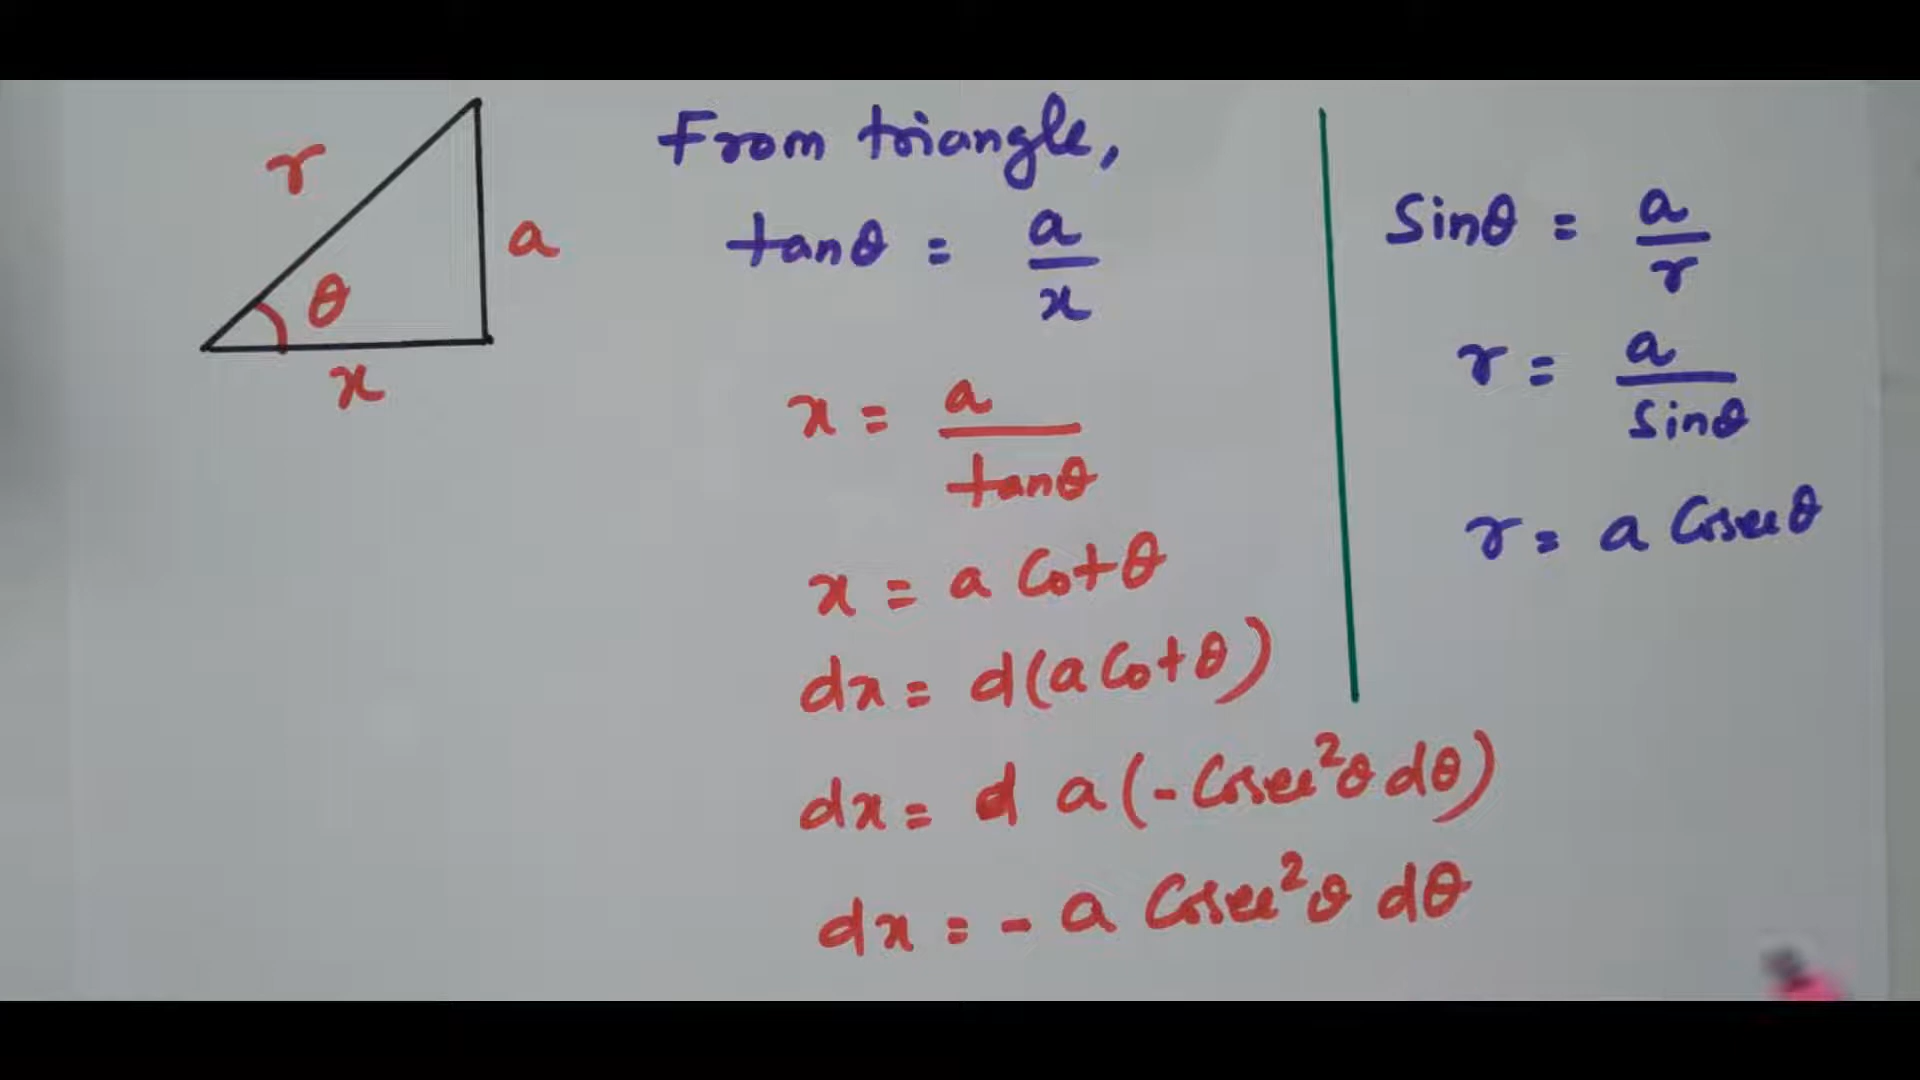 r
a
θ
x
From triangle,
tanθ = a/x
x = a/tanθ
x = a Cotθ
dx = d(a Cotθ)
dx = d a(-Cosec²θ dθ)
dx = - a Cosec²θ dθ
Sinθ = a/r
r = a/Sinθ
r = a Cosecθ